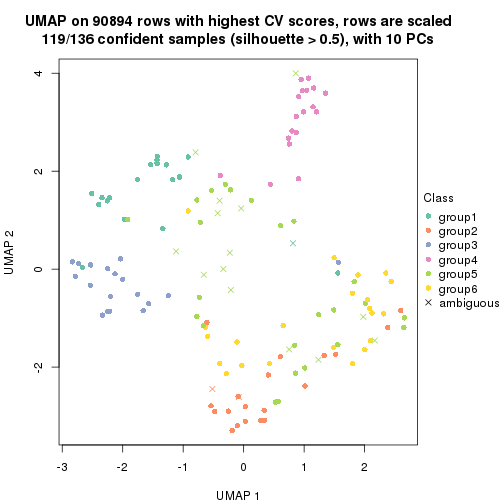 UMAP on 90894 rows with highest CV scores, rows are scaled
119/136 confident samples (silhouette > 0.5), with 10 PCs
4
2
0
-2
UMAP 2
-3
-2
-1
0
1
2
UMAP 1
Class
group1
group2
group3
group4
group5
group6
ambiguous